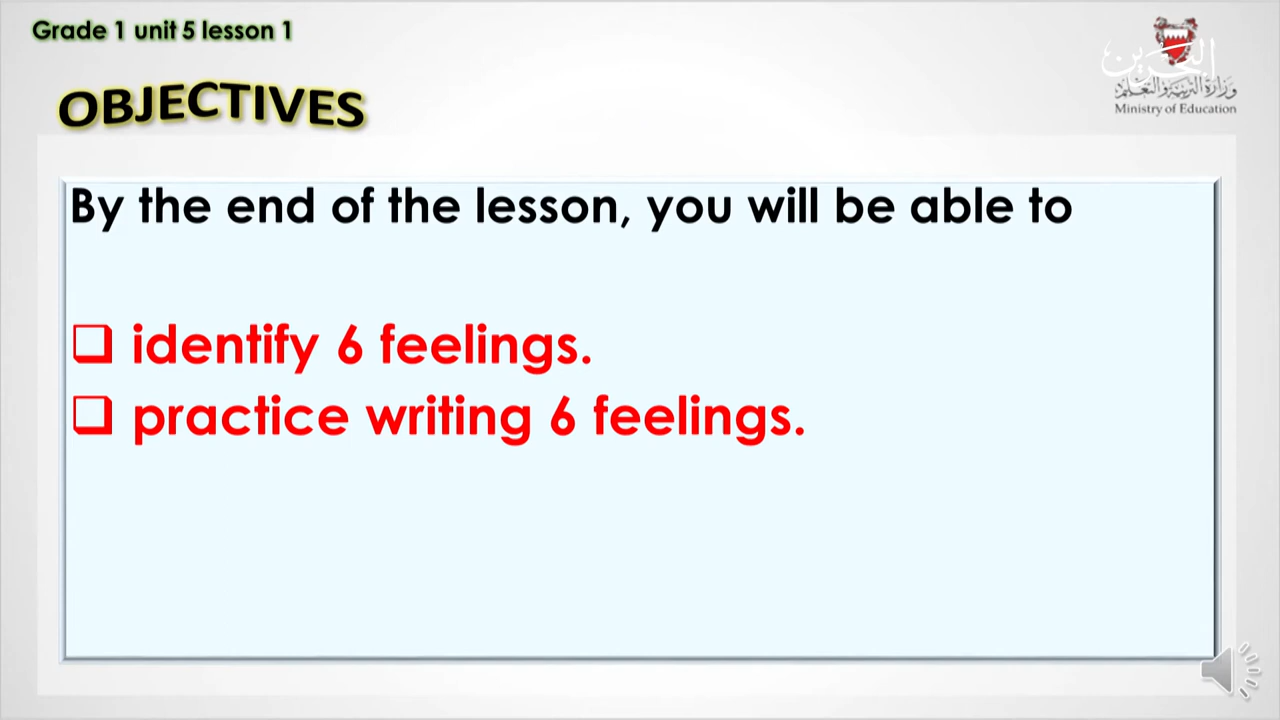 Grade 1 unit 5 lesson 1
البحرين
وزارة التربية والتعليم
Ministry of Education
OBJECTIVES
By the end of the lesson, you will be able to
❑ identify 6 feelings.
❑ practice writing 6 feelings.